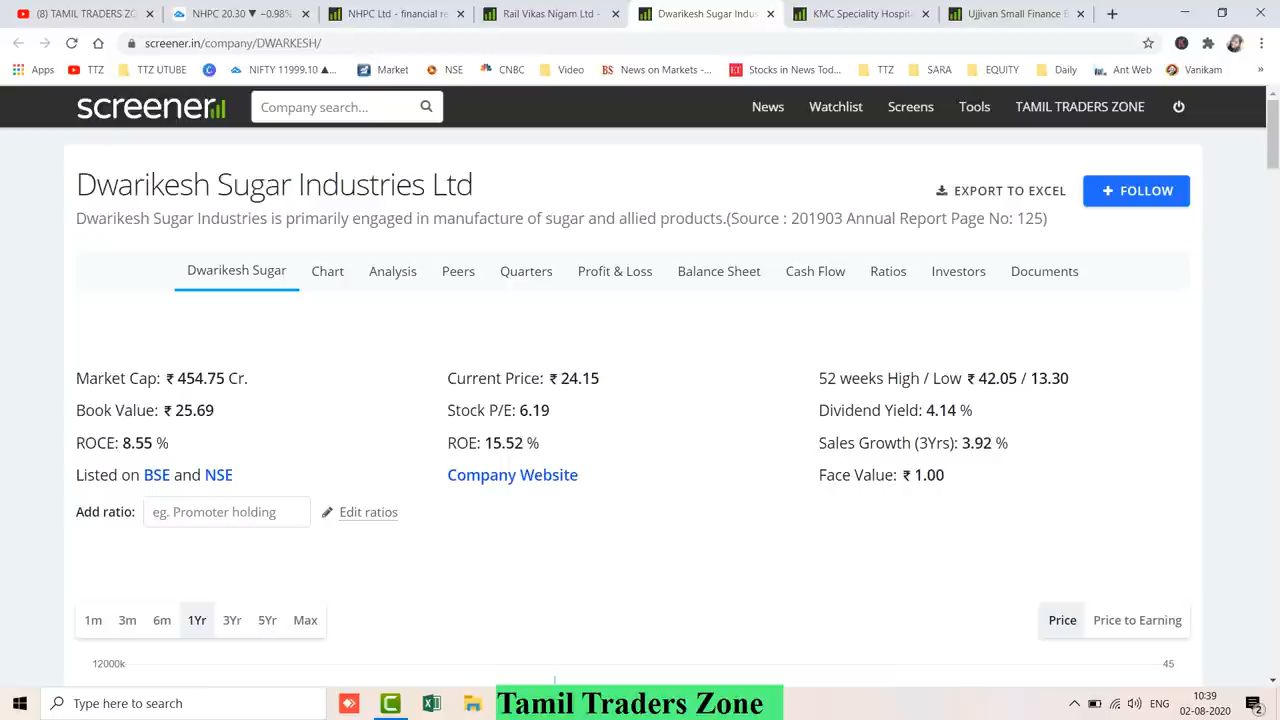 (8) TAMIL TRADERS Z
NHPC 20.30 ▼ −0.98%
NHPC Ltd - financial re
Rail Vikas Nigam Ltd -
Dwarikesh Sugar Indus
KMC Speciality Hospita
Ujjivan Small Finance B
screener.in/company/DWARKESH/
Apps
TTZ
TTZ UTUBE
NIFTY 11999.10 ▲...
Market
NSE
CNBC
Video
News on Markets -...
Stocks in News Tod...
TTZ
SARA
EQUITY
Daily
Ant Web
Vanikam
»
screener
Company search...
News
Watchlist
Screens
Tools
TAMIL TRADERS ZONE
Dwarikesh Sugar Industries Ltd
EXPORT TO EXCEL
+ FOLLOW
Dwarikesh Sugar Industries is primarily engaged in manufacture of sugar and allied products.(Source : 201903 Annual Report Page No: 125)
Dwarikesh Sugar
Chart
Analysis
Peers
Quarters
Profit & Loss
Balance Sheet
Cash Flow
Ratios
Investors
Documents
Market Cap: ₹ 454.75 Cr.
Current Price: ₹ 24.15
52 weeks High / Low ₹ 42.05 / 13.30
Book Value: ₹ 25.69
Stock P/E: 6.19
Dividend Yield: 4.14 %
ROCE: 8.55 %
ROE: 15.52 %
Sales Growth (3Yrs): 3.92 %
Listed on BSE and NSE
Company Website
Face Value: ₹ 1.00
Add ratio:
eg. Promoter holding
Edit ratios
1m
3m
6m
1Yr
3Yr
5Yr
Max
Price
Price to Earning
12000k
45
Type here to search
Tamil Traders Zone
ENG
10:39
02-08-2020
2